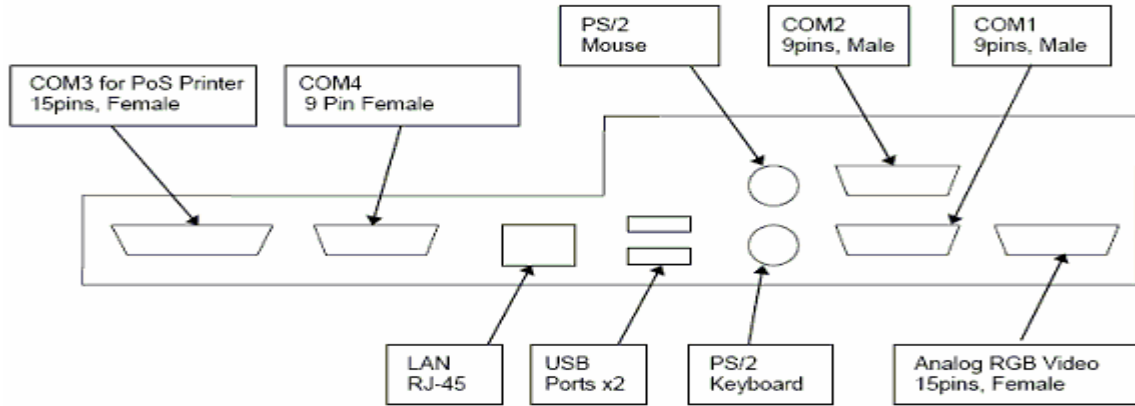 PS/2
Mouse
COM2
9pins, Male
COM1
9pins, Male
COM3 for PoS Printer
15pins, Female
COM4
9 Pin Female
LAN
RJ-45
USB
Ports x2
PS/2
Keyboard
Analog RGB Video
15pins, Female